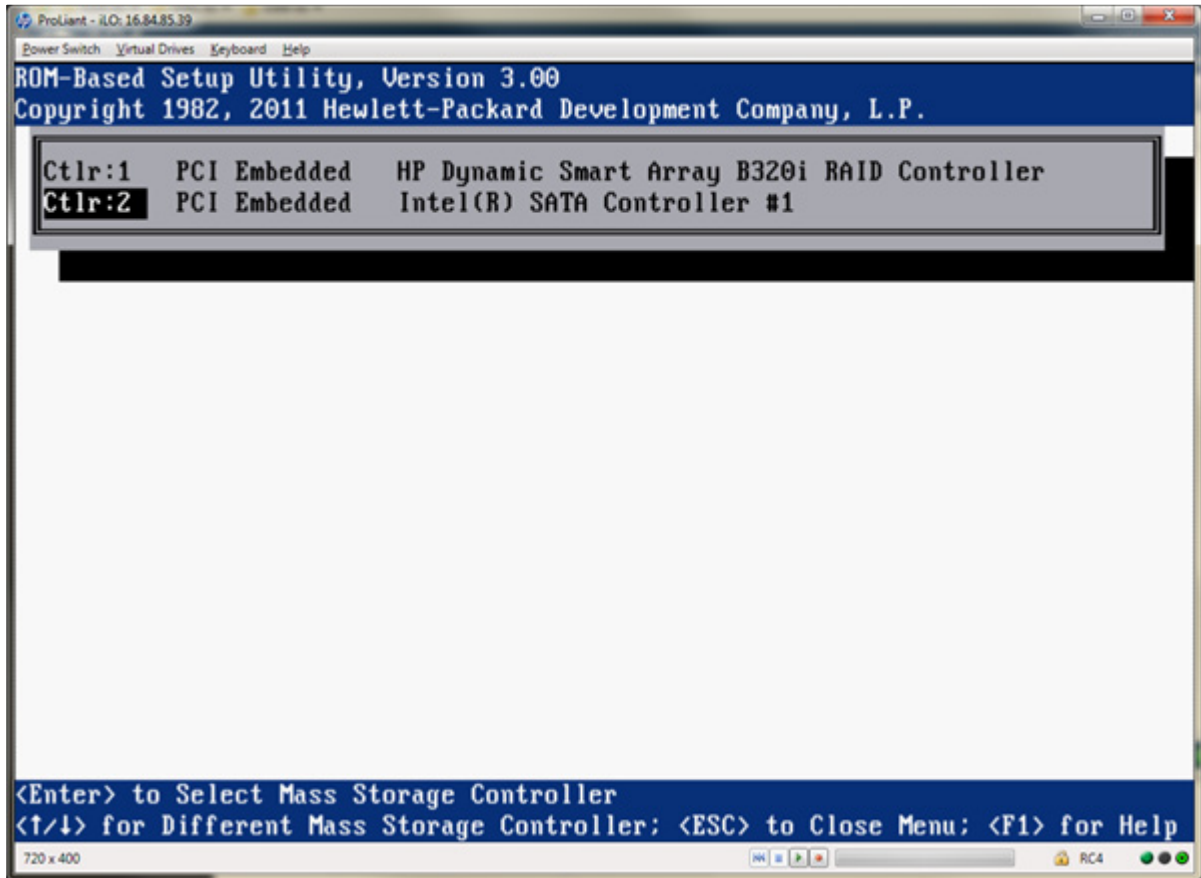 ProLiant - iLO: 16.84.85.39
Power Switch Virtual Drives Keyboard Help
ROM-Based Setup Utility, Version 3.00
Copyright 1982, 2011 Hewlett-Packard Development Company, L.P.
Ctlr:1 PCI Embedded HP Dynamic Smart Array B320i RAID Controller
Ctlr:2 PCI Embedded Intel(R) SATA Controller #1
<Enter> to Select Mass Storage Controller
<↑/↓> for Different Mass Storage Controller; <ESC> to Close Menu; <F1> for Help
720 x 400 RC4